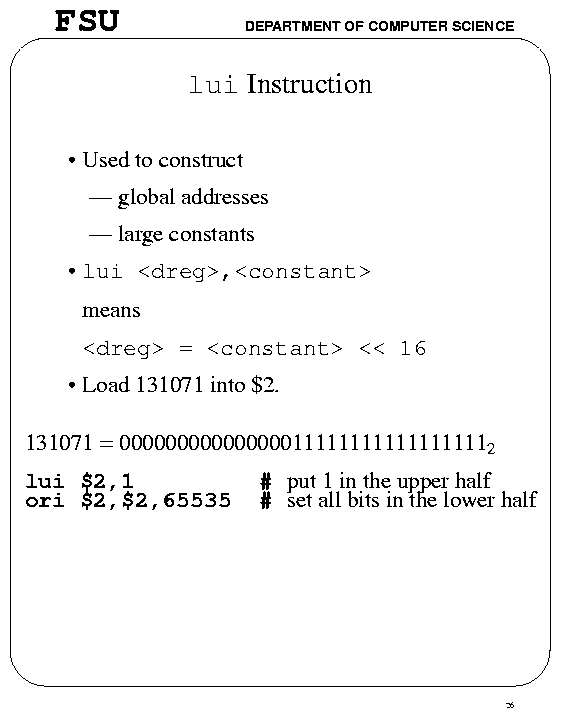 FSU DEPARTMENT OF COMPUTER SCIENCE
lui Instruction
• Used to construct
— global addresses
— large constants
• lui <dreg>,<constant>
means
<dreg> = <constant> << 16
• Load 131071 into $2.
131071 = 00000000000000011111111111111111₂
lui $2,1 # put 1 in the upper half
ori $2,$2,65535 # set all bits in the lower half
26